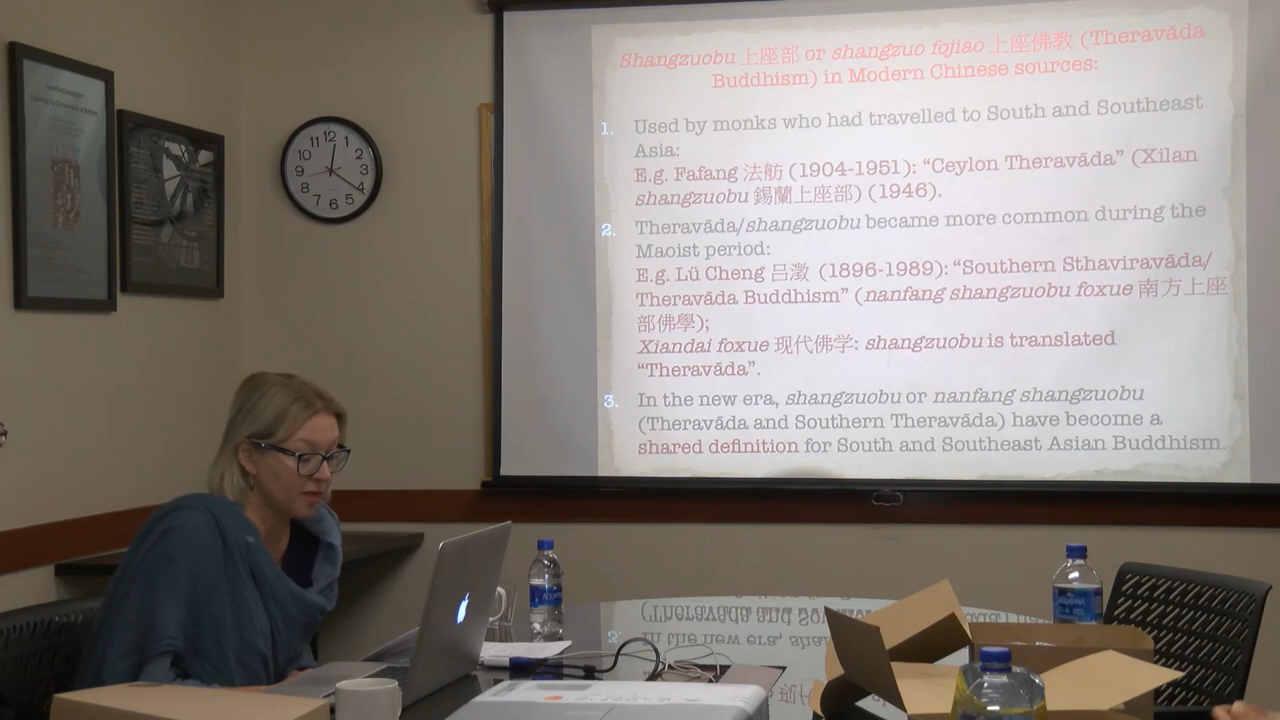 Shangzuobu 上座部 or shangzuo fojiao 上座佛教 (Theravāda
Buddhism) in Modern Chinese sources:
1. Used by monks who had travelled to South and Southeast
Asia:
E.g. Fafang 法舫 (1904-1951): “Ceylon Theravāda” (Xilan
shangzuobu 錫蘭上座部) (1946).
2. Theravāda/shangzuobu became more common during the
Maoist period:
E.g. Lü Cheng 吕澂 (1896-1989): “Southern Sthaviravāda/
Theravāda Buddhism” (nanfang shangzuobu foxue 南方上座
部佛學);
Xiandai foxue 现代佛学: shangzuobu is translated
“Theravāda”.
3. In the new era, shangzuobu or nanfang shangzuobu
(Theravāda and Southern Theravāda) have become a
shared definition for South and Southeast Asian Buddhism.
12
1
2
3
4
5
6
7
8
9
10
11
AQUAFINA